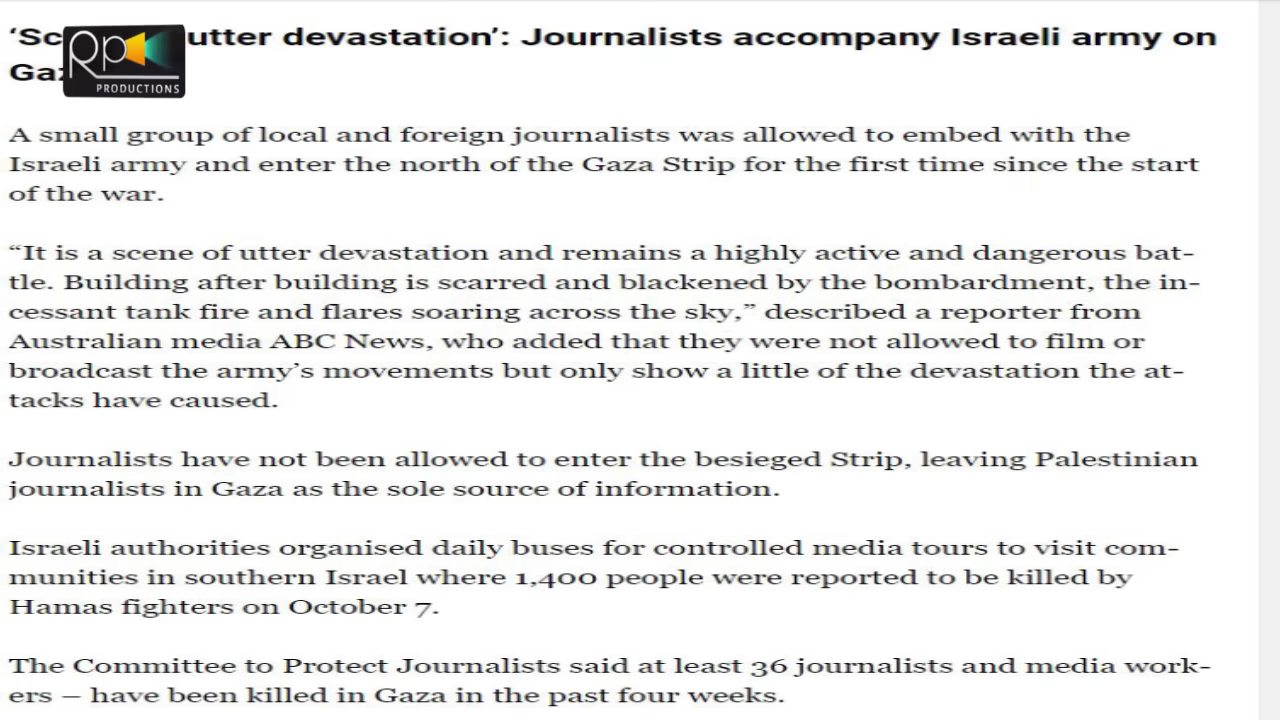 ‘Sc utter devastation’: Journalists accompany Israeli army on
Ga
Rp
PRODUCTIONS
A small group of local and foreign journalists was allowed to embed with the
Israeli army and enter the north of the Gaza Strip for the first time since the start
of the war.
“It is a scene of utter devastation and remains a highly active and dangerous bat-
tle. Building after building is scarred and blackened by the bombardment, the in-
cessant tank fire and flares soaring across the sky,” described a reporter from
Australian media ABC News, who added that they were not allowed to film or
broadcast the army’s movements but only show a little of the devastation the at-
tacks have caused.
Journalists have not been allowed to enter the besieged Strip, leaving Palestinian
journalists in Gaza as the sole source of information.
Israeli authorities organised daily buses for controlled media tours to visit com-
munities in southern Israel where 1,400 people were reported to be killed by
Hamas fighters on October 7.
The Committee to Protect Journalists said at least 36 journalists and media work-
ers — have been killed in Gaza in the past four weeks.